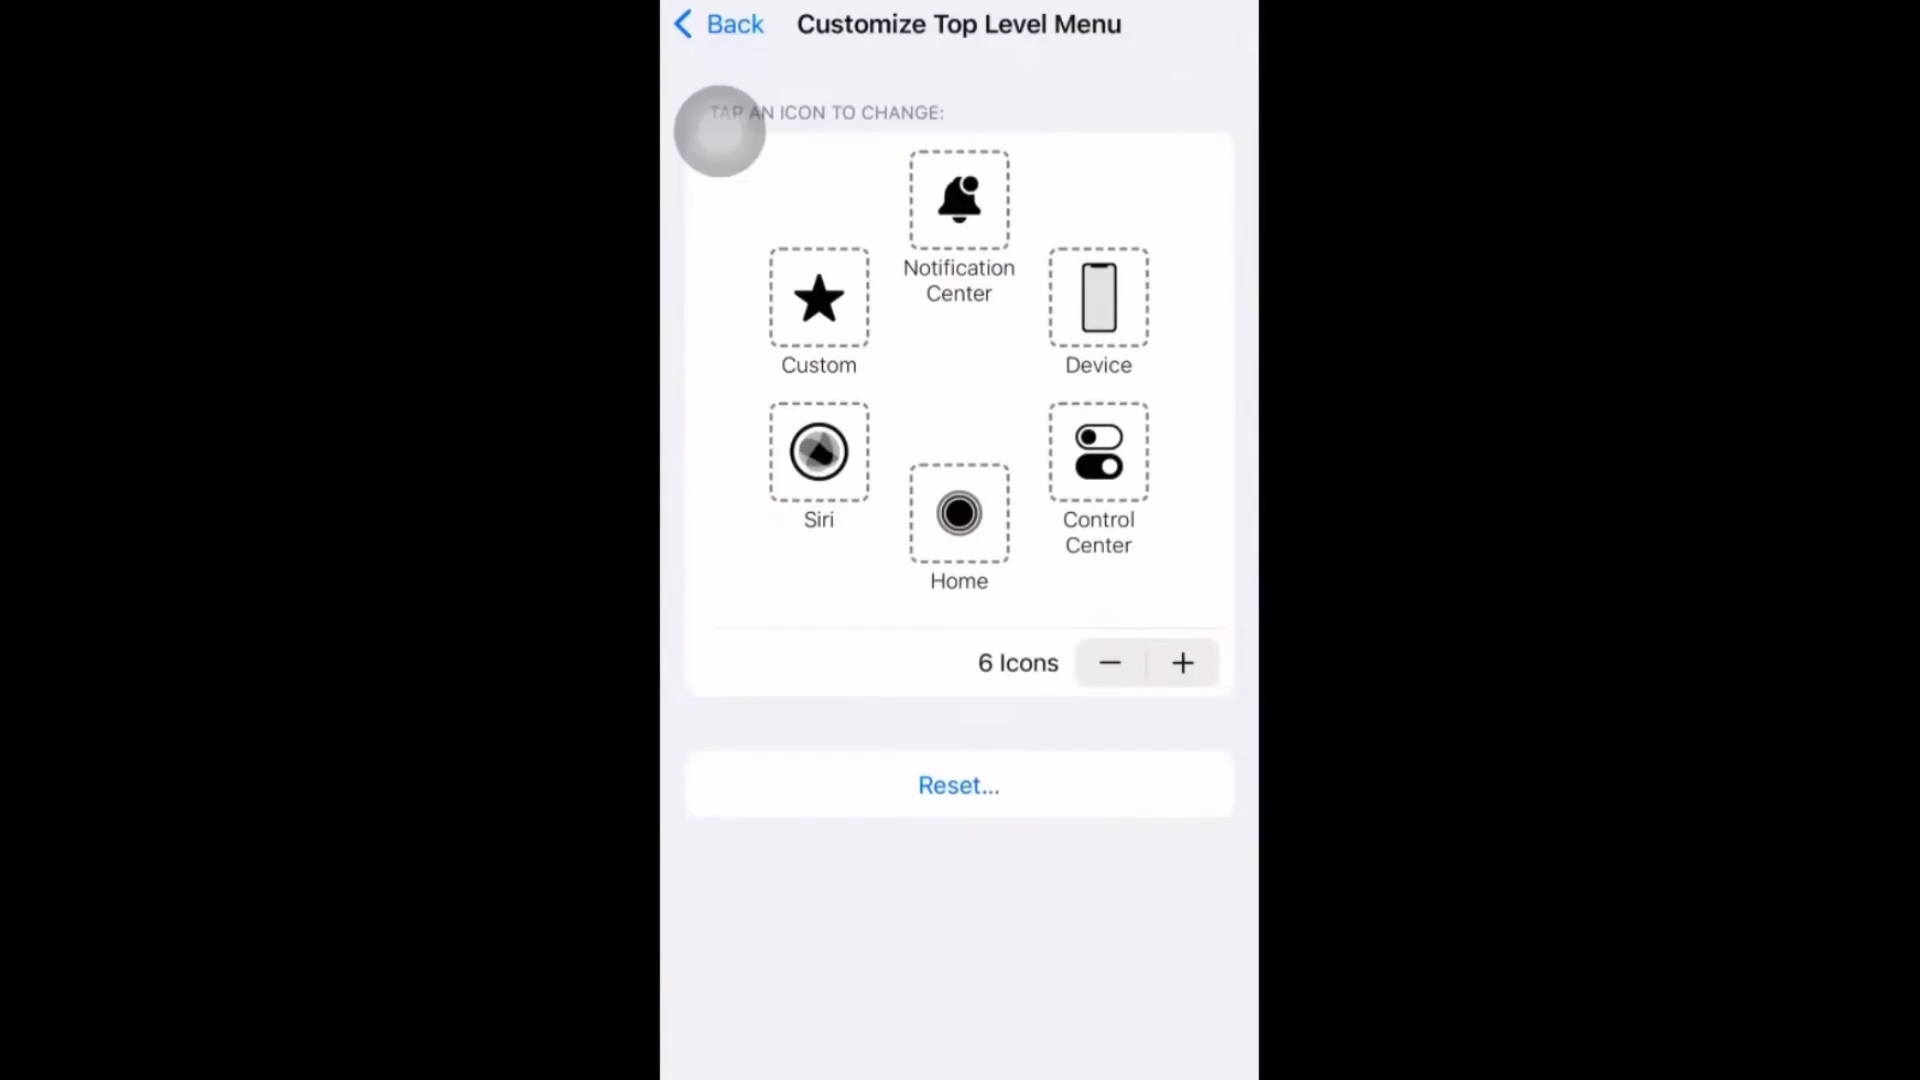 Back
Customize Top Level Menu
TAP AN ICON TO CHANGE:
Notification
Center
Custom
Device
Siri
Control
Center
Home
6 Icons
Reset...